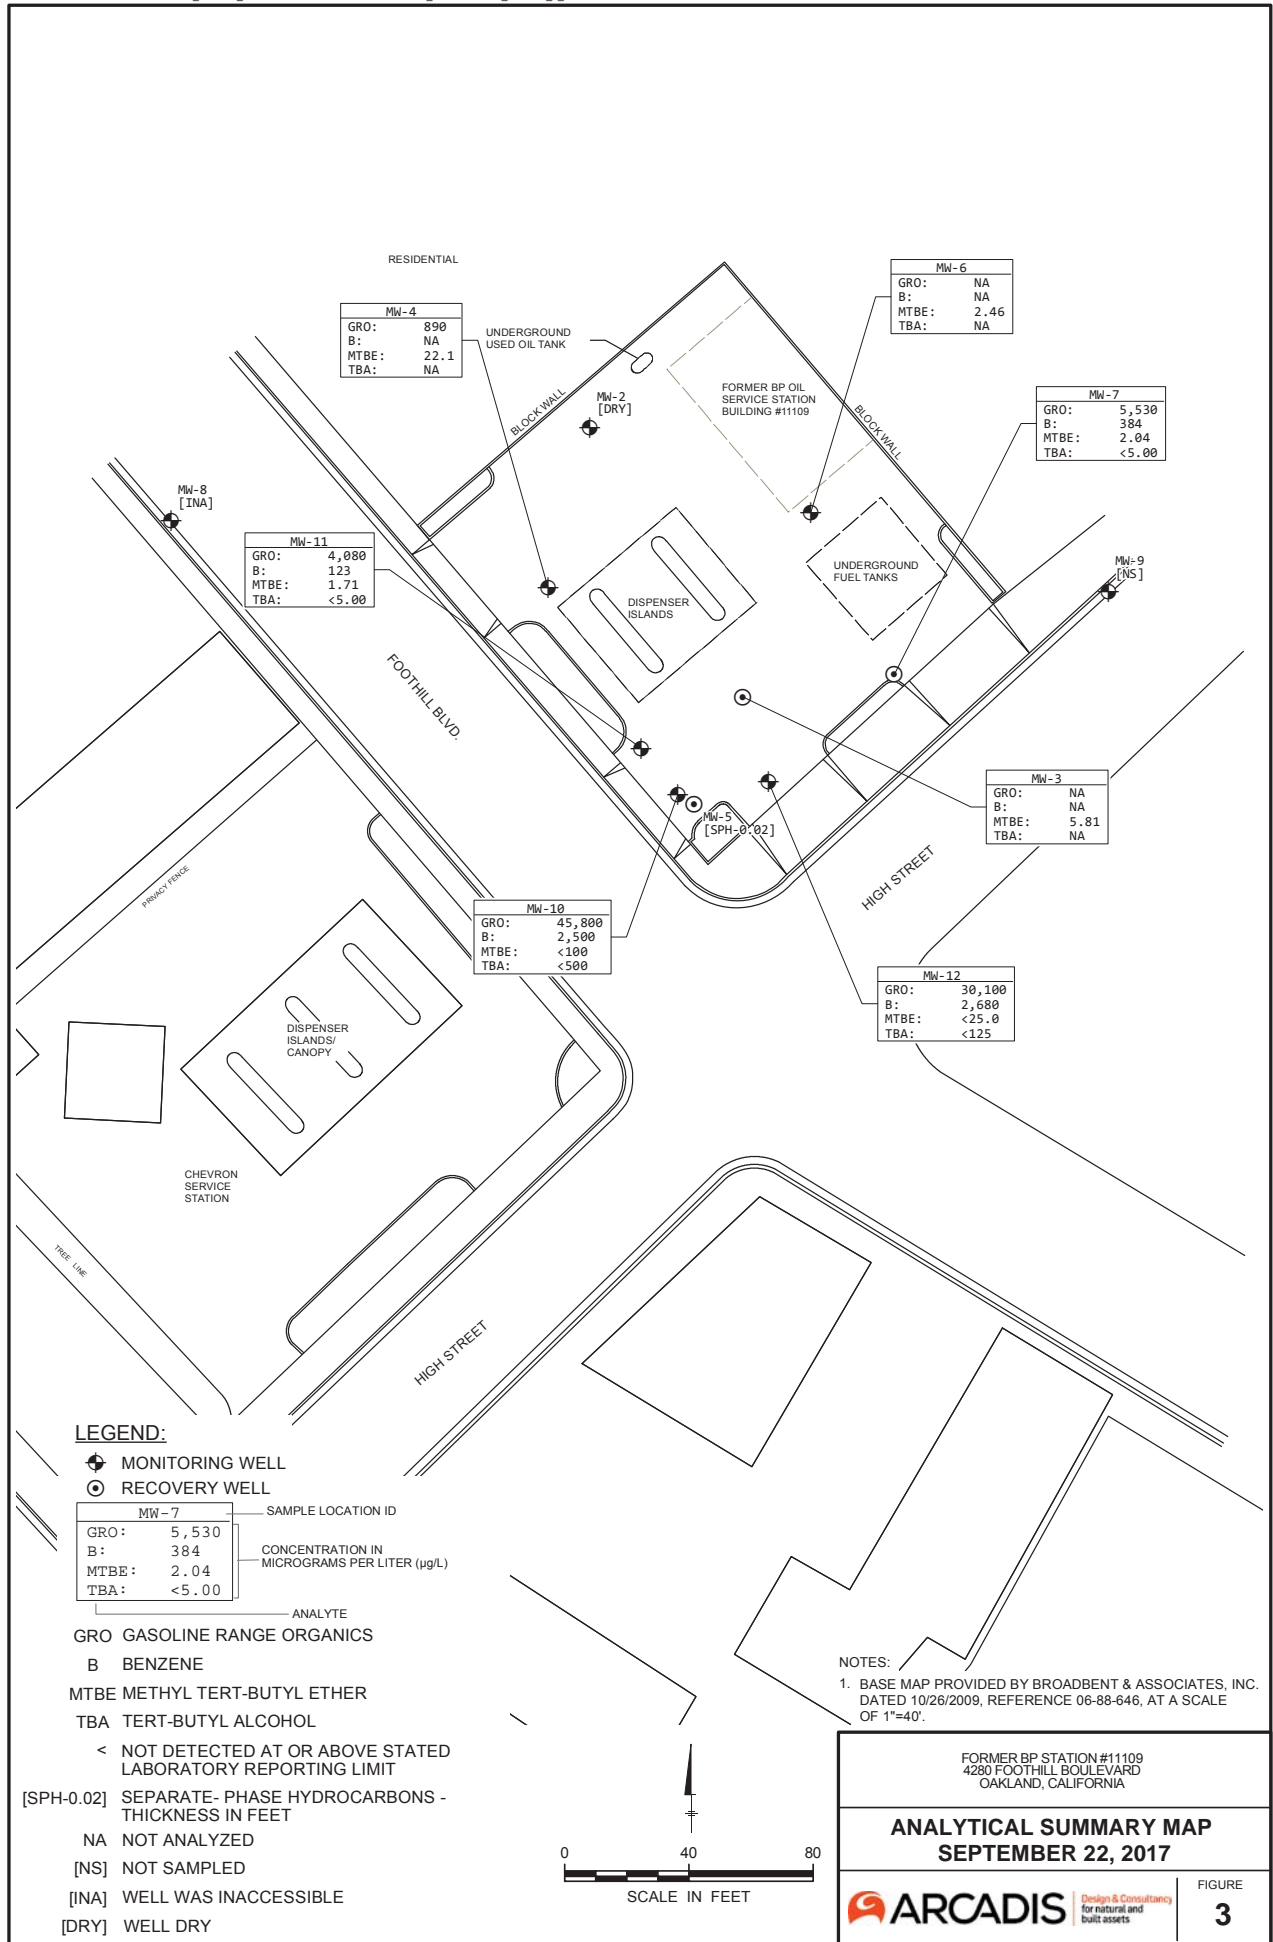 RESIDENTIAL
MW-6
GRO: NA
B: NA
MTBE: 2.46
TBA: NA
MW-4
GRO: 890
B: NA
MTBE: 22.1
TBA: NA
UNDERGROUND
USED OIL TANK
FORMER BP OIL
SERVICE STATION
BUILDING #11109
BLOCK WALL
MW-2
[DRY]
BLOCK WALL
MW-7
GRO: 5,530
B: 384
MTBE: 2.04
TBA: <5.00
MW-8
[INA]
MW-11
GRO: 4,080
B: 123
MTBE: 1.71
TBA: <5.00
UNDERGROUND
FUEL TANKS
MW-9
[NS]
DISPENSER
ISLANDS
FOOTHILL BLVD.
MW-3
GRO: NA
B: NA
MTBE: 5.81
TBA: NA
MW-5
[SPH-0.02]
HIGH STREET
PRIVACY FENCE
MW-10
GRO: 45,800
B: 2,500
MTBE: <100
TBA: <500
MW-12
GRO: 30,100
B: 2,680
MTBE: <25.0
TBA: <125
DISPENSER
ISLANDS/
CANOPY
CHEVRON
SERVICE
STATION
TREE LINE
HIGH STREET
LEGEND:
MONITORING WELL
RECOVERY WELL
MW-7
SAMPLE LOCATION ID
GRO: 5,530
B: 384
MTBE: 2.04
TBA: <5.00
CONCENTRATION IN
MICROGRAMS PER LITER (µg/L)
ANALYTE
GRO GASOLINE RANGE ORGANICS
B BENZENE
MTBE METHYL TERT-BUTYL ETHER
TBA TERT-BUTYL ALCOHOL
< NOT DETECTED AT OR ABOVE STATED
LABORATORY REPORTING LIMIT
[SPH-0.02] SEPARATE- PHASE HYDROCARBONS -
THICKNESS IN FEET
NA NOT ANALYZED
[NS] NOT SAMPLED
[INA] WELL WAS INACCESSIBLE
[DRY] WELL DRY
0 40 80
SCALE IN FEET
NOTES:
1. BASE MAP PROVIDED BY BROADBENT & ASSOCIATES, INC.
DATED 10/26/2009, REFERENCE 06-88-646, AT A SCALE
OF 1"=40'.
FORMER BP STATION #11109
4280 FOOTHILL BOULEVARD
OAKLAND, CALIFORNIA
ANALYTICAL SUMMARY MAP
SEPTEMBER 22, 2017
ARCADIS
Design & Consultancy
for natural and
built assets
FIGURE
3